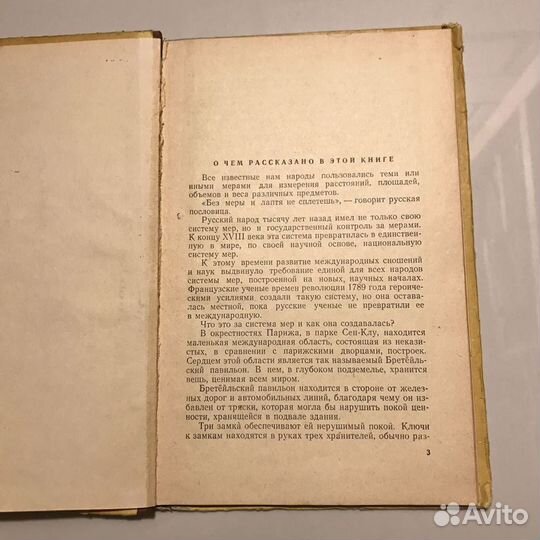 О ЧЕМ РАССКАЗАНО В ЭТОЙ КНИГЕ
Все известные нам народы пользовались теми или
иными мерами для измерения расстояний, площадей,
объемов и веса различных предметов.
«Без меры и лаптя не сплетешь», — говорит русская
пословица.
Русский народ тысячу лет назад имел не только свою
систему мер, но и государственный контроль за мерами.
К концу XVIII века эта система превратилась в единствен-
ную в мире, по своей научной основе, национальную
систему мер.
К этому времени развитие международных сношений
и наук выдвинуло требование единой для всех народов
системы мер, построенной на новых, научных началах.
Французские ученые времен революции 1789 года героиче-
скими усилиями создали такую систему, но она остава-
лась местной, пока русские ученые не превратили ее
в международную.
Что это за система мер и как она создавалась?
В окрестностях Парижа, в парке Сен-Клу, находится
маленькая международная область, состоящая из неказис-
тых, в сравнении с парижскими дворцами, построек.
Сердцем этой области является так называемый Бретёйль-
ский павильон. В нем, в глубоком подземелье, хранится
вещь, ценимая всем миром.
Бретёйльский павильон находится в стороне от желез-
ных дорог и автомобильных линий, благодаря чему он из-
бавлен от тряски, которая могла бы нарушить покой цен-
ности, хранящейся в подвале здания.
Три замка́ обеспечивают ей нерушимый покой. Ключи
к замкам находятся в руках трех хранителей, обычно раз-
3
Avito